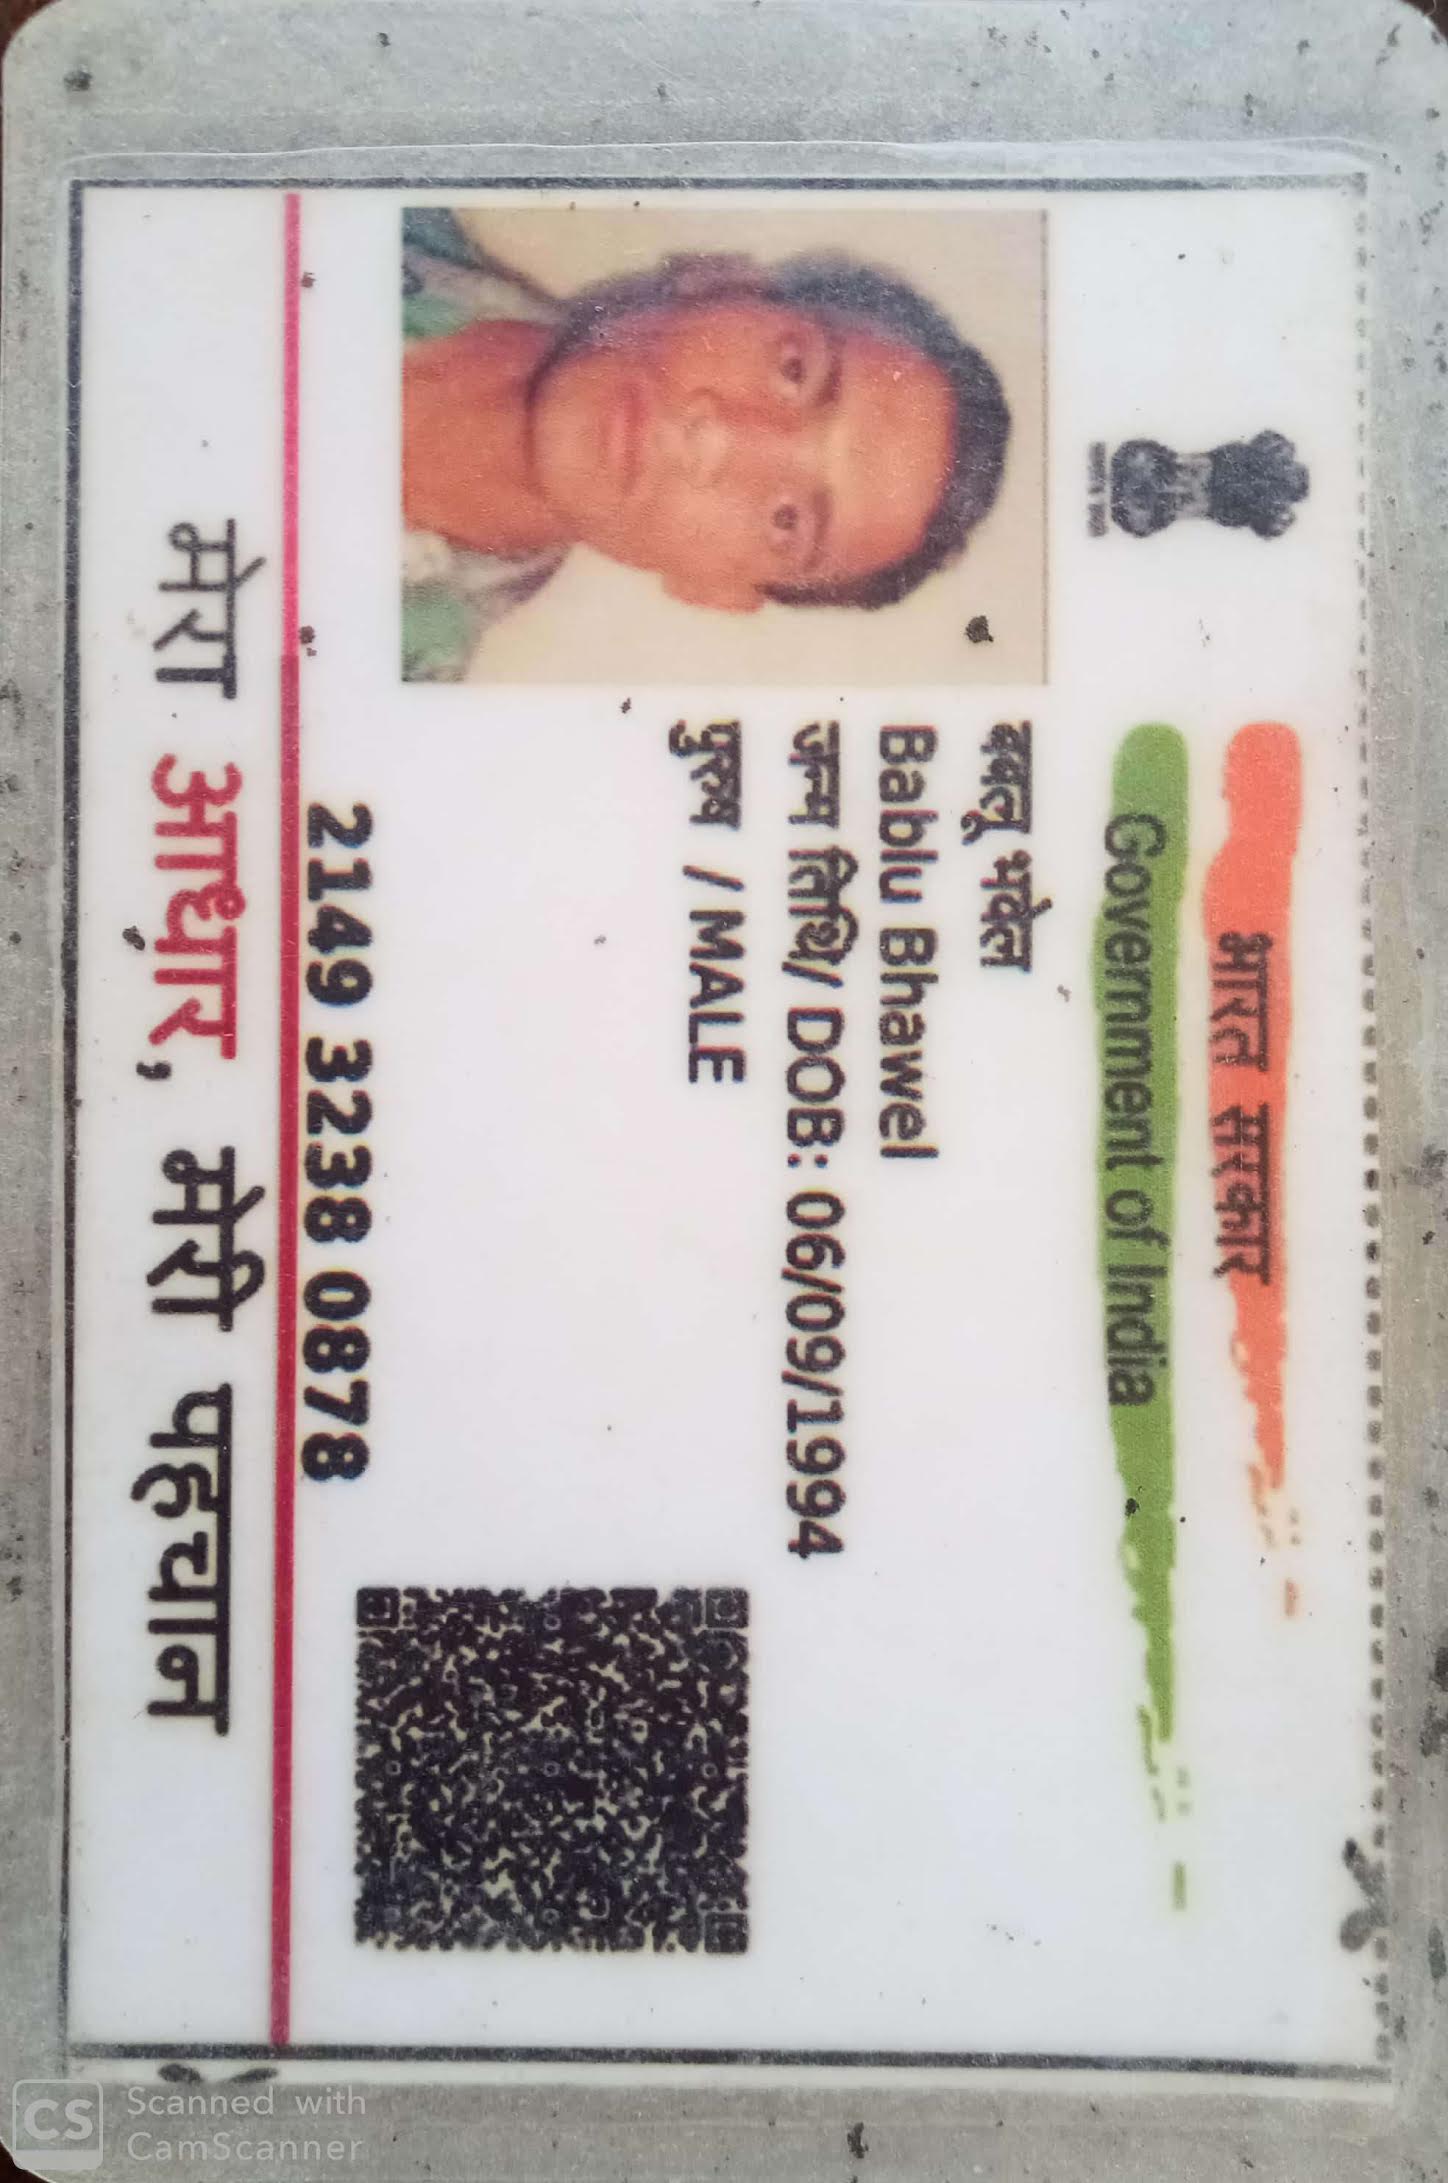 भारत सरकार
Government of India
बबलू भवेल
Bablu Bhawel
जन्म तिथि/ DOB: 06/09/1994
पुरुष / MALE
2149 3238 0878
मेरा आधार, मेरी पहचान
CS Scanned with
CamScanner